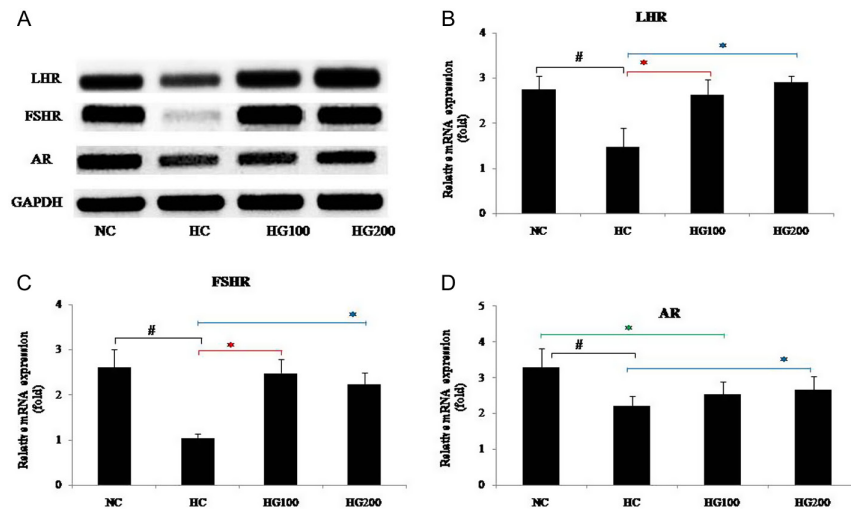 A
LHR
FSHR
AR
GAPDH
NC HC HG100 HG200
B
LHR
Relative mRNA expression
(fold)
4
3
2
1
0
#
*
*
NC HC HG100 HG200
C
FSHR
Relative mRNA expression
(fold)
4
3
2
1
0
#
*
*
NC HC HG100 HG200
D
AR
Relative mRNA expression
(fold)
5
4
3
2
1
0
*
#
*
NC HC HG100 HG200